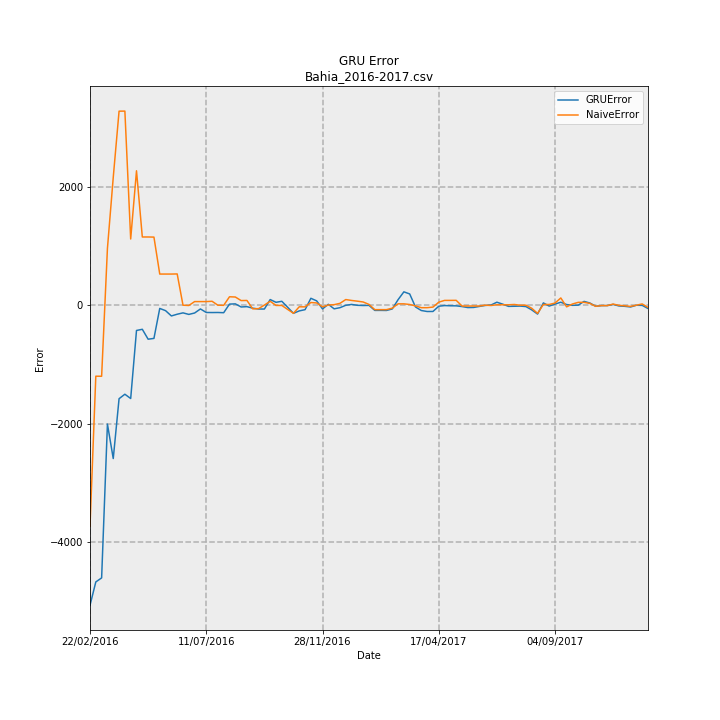 GRU Error
Bahia_2016-2017.csv
GRUError
NaiveError
2000
0
−2000
−4000
Error
22/02/2016
11/07/2016
28/11/2016
17/04/2017
04/09/2017
Date